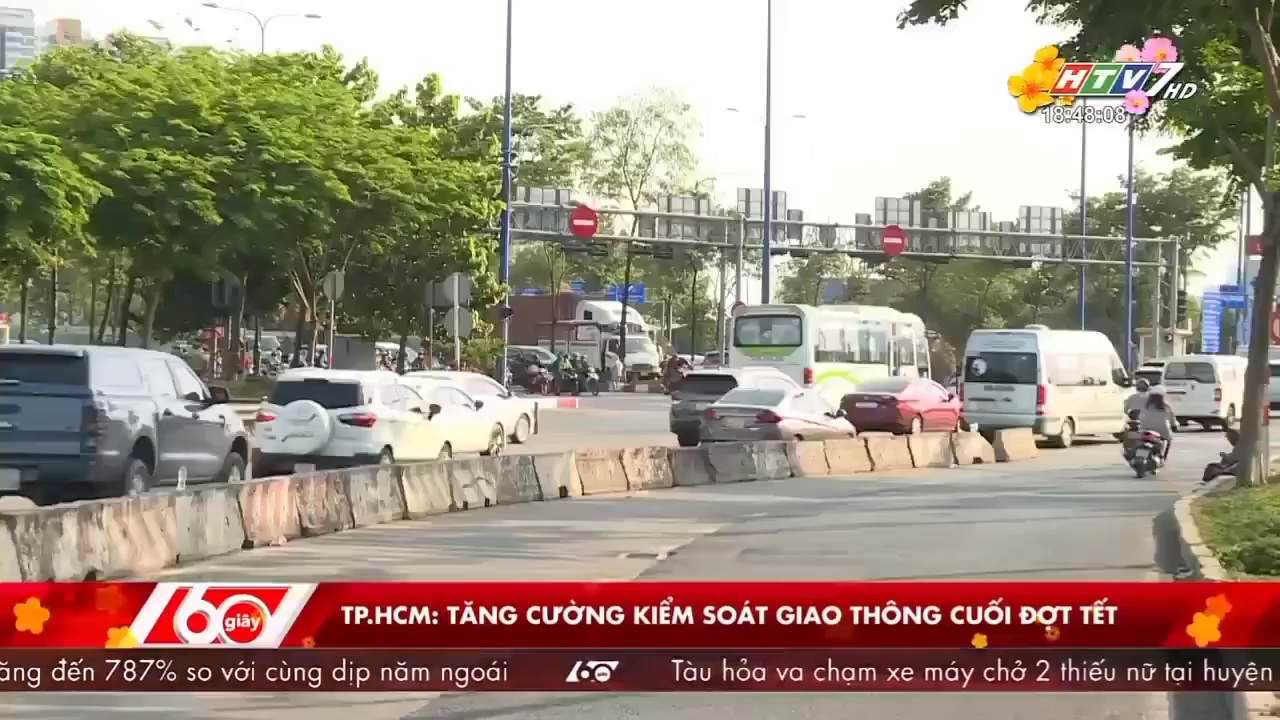 HTV7 HD
18:48:08
60 giây
TP.HCM: TĂNG CƯỜNG KIỂM SOÁT GIAO THÔNG CUỐI ĐỢT TẾT
đến 787% so với cùng dịp năm ngoái 60 Tàu hỏa va chạm xe máy chở 2 thiếu nữ tại huyện